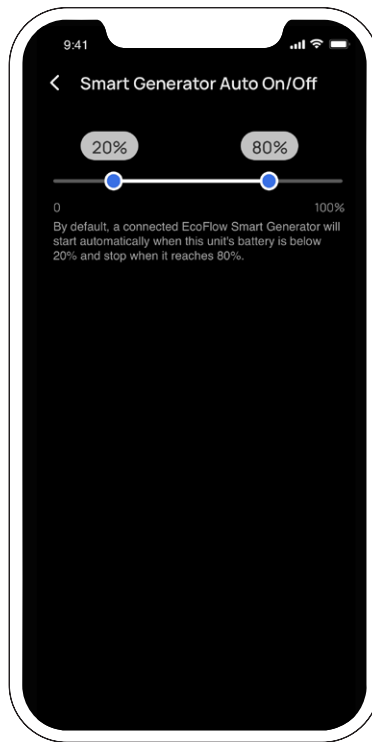 9:41
Smart Generator Auto On/Off
20% 80%
0 100%
By default, a connected EcoFlow Smart Generator will
start automatically when this unit's battery is below
20% and stop when it reaches 80%.